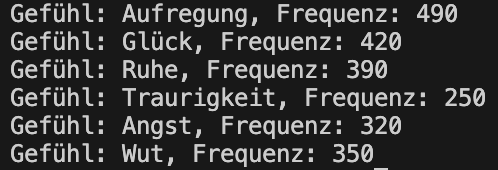 Gefühl: Aufregung, Frequenz: 490
Gefühl: Glück, Frequenz: 420
Gefühl: Ruhe, Frequenz: 390
Gefühl: Traurigkeit, Frequenz: 250
Gefühl: Angst, Frequenz: 320
Gefühl: Wut, Frequenz: 350